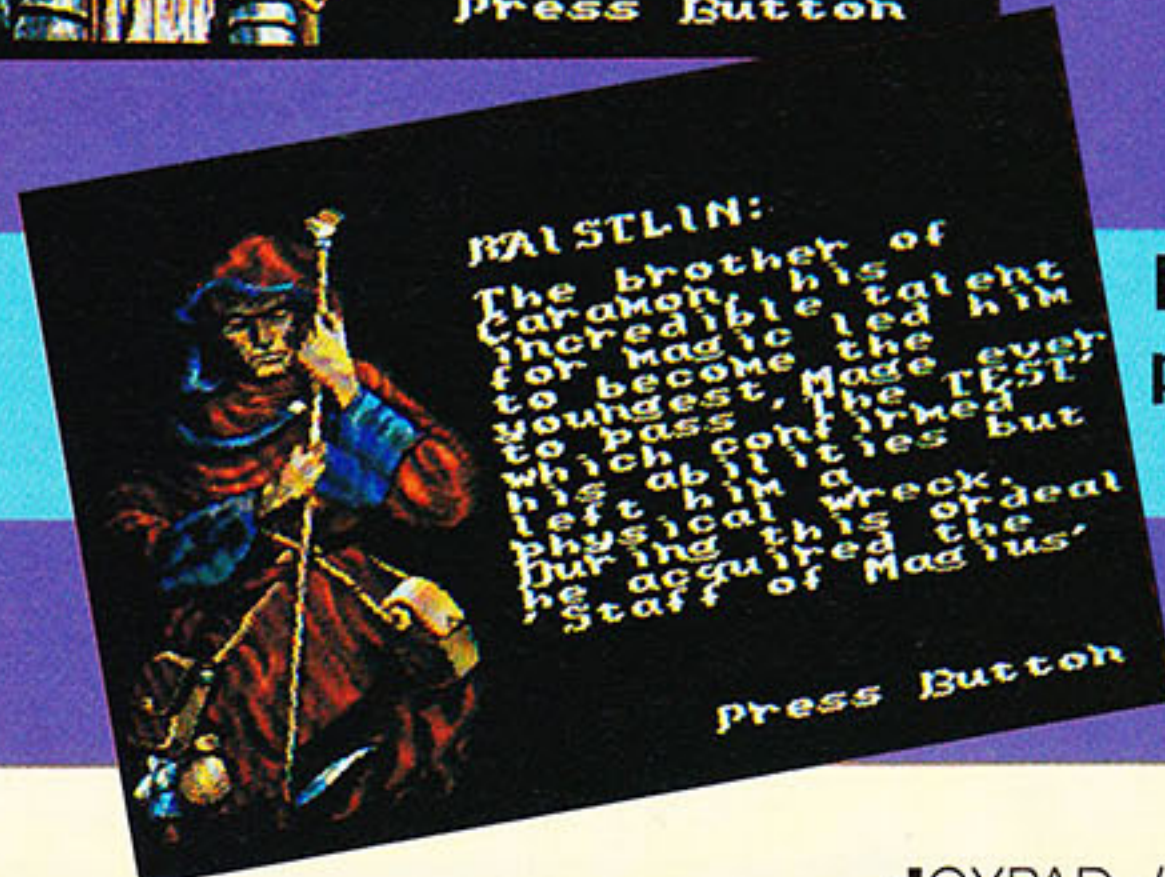 Press Button
RAISTLIN:
The brother of
Caramon, his
incredible talent
for magic led him
to become the
youngest, Mage ever
to pass, The TEST'
which confirmed
his abilities but
left him a
physical wreck.
During this ordeal
he acquired the
'Staff of Magius'
Press Button
JOYPAD